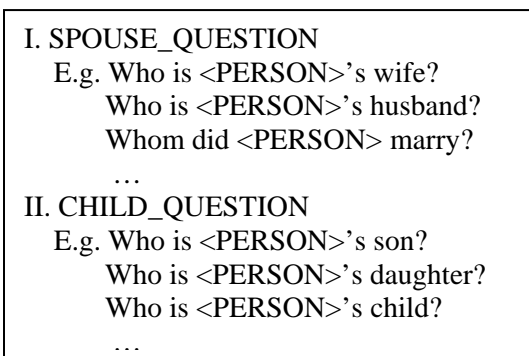 I. SPOUSE_QUESTION
E.g. Who is <PERSON>’s wife?
Who is <PERSON>’s husband?
Whom did <PERSON> marry?
…
II. CHILD_QUESTION
E.g. Who is <PERSON>’s son?
Who is <PERSON>’s daughter?
Who is <PERSON>’s child?
…